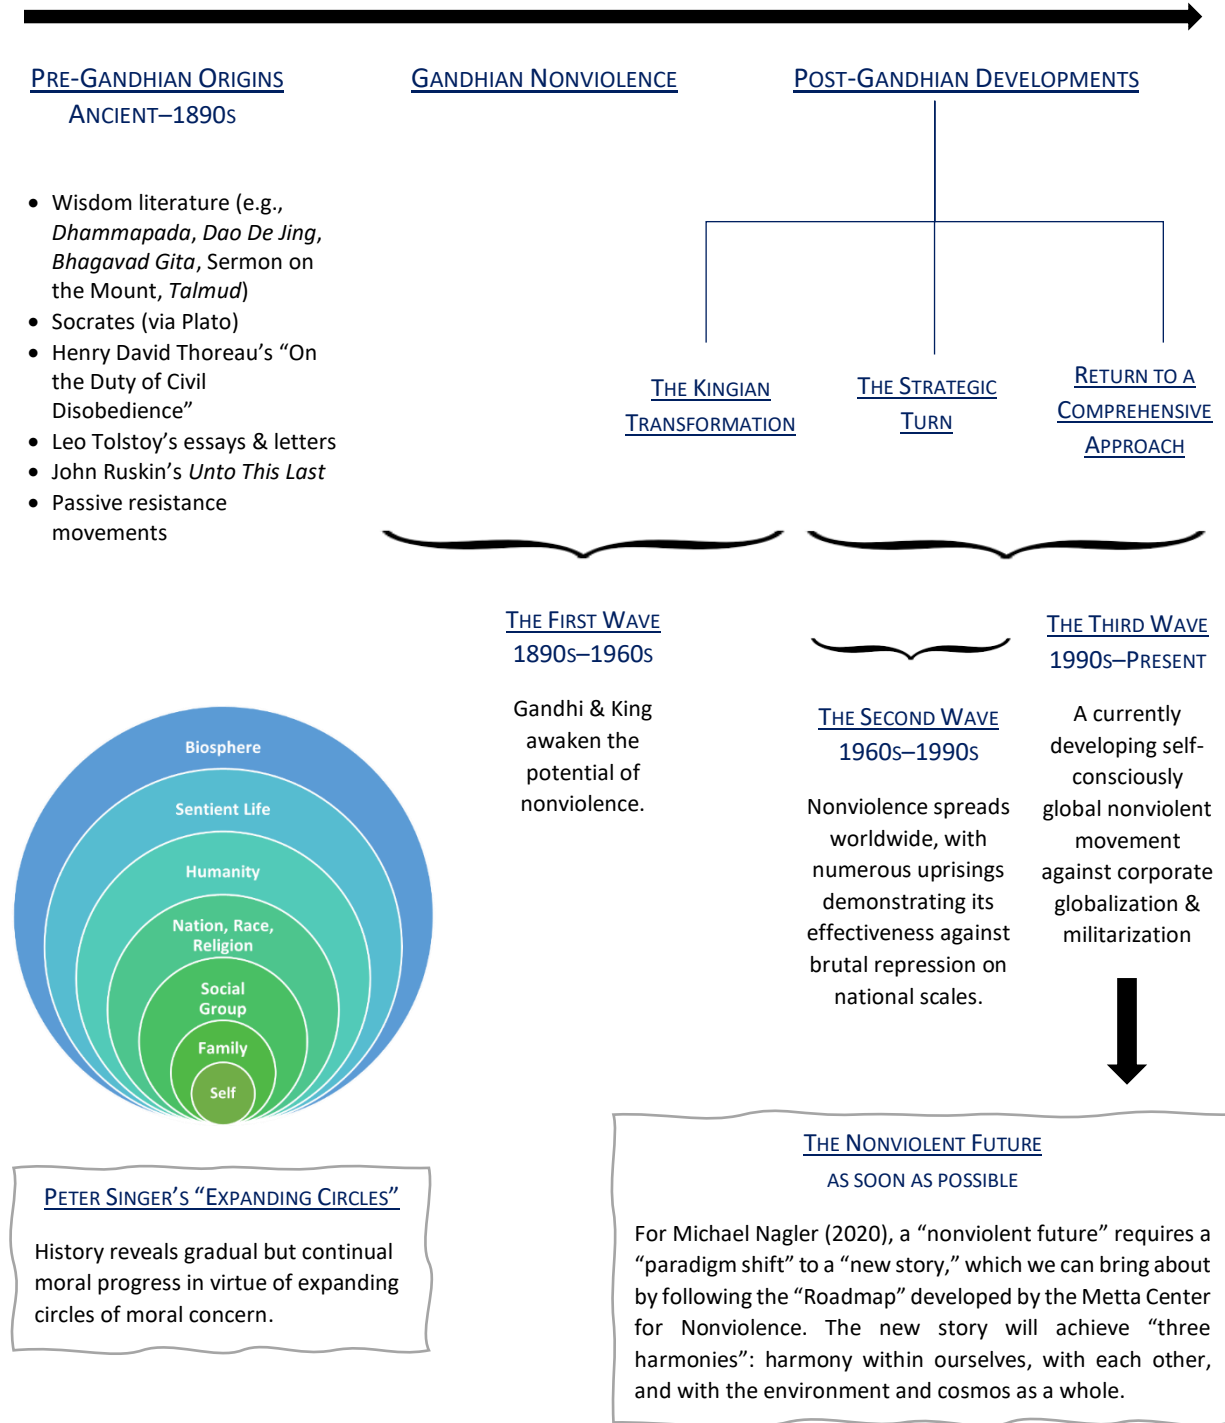 PRE-GANDHIAN ORIGINS
ANCIENT–1890S
GANDHIAN NONVIOLENCE
POST-GANDHIAN DEVELOPMENTS
• Wisdom literature (e.g.,
Dhammapada, Dao De Jing,
Bhagavad Gita, Sermon on
the Mount, Talmud)
• Socrates (via Plato)
• Henry David Thoreau’s “On
the Duty of Civil
Disobedience”
• Leo Tolstoy’s essays & letters
• John Ruskin’s Unto This Last
• Passive resistance
movements
THE KINGIAN
TRANSFORMATION
THE STRATEGIC
TURN
RETURN TO A
COMPREHENSIVE
APPROACH
THE FIRST WAVE
1890S–1960S
Gandhi & King
awaken the
potential of
nonviolence.
THE SECOND WAVE
1960S–1990S
Nonviolence spreads
worldwide, with
numerous uprisings
demonstrating its
effectiveness against
brutal repression on
national scales.
THE THIRD WAVE
1990S–PRESENT
A currently
developing self-
consciously
global nonviolent
movement
against corporate
globalization &
militarization
Biosphere
Sentient Life
Humanity
Nation, Race,
Religion
Social
Group
Family
Self
PETER SINGER’S “EXPANDING CIRCLES”
History reveals gradual but continual
moral progress in virtue of expanding
circles of moral concern.
THE NONVIOLENT FUTURE
AS SOON AS POSSIBLE
For Michael Nagler (2020), a “nonviolent future” requires a
“paradigm shift” to a “new story,” which we can bring about
by following the “Roadmap” developed by the Metta Center
for Nonviolence. The new story will achieve “three
harmonies”: harmony within ourselves, with each other,
and with the environment and cosmos as a whole.